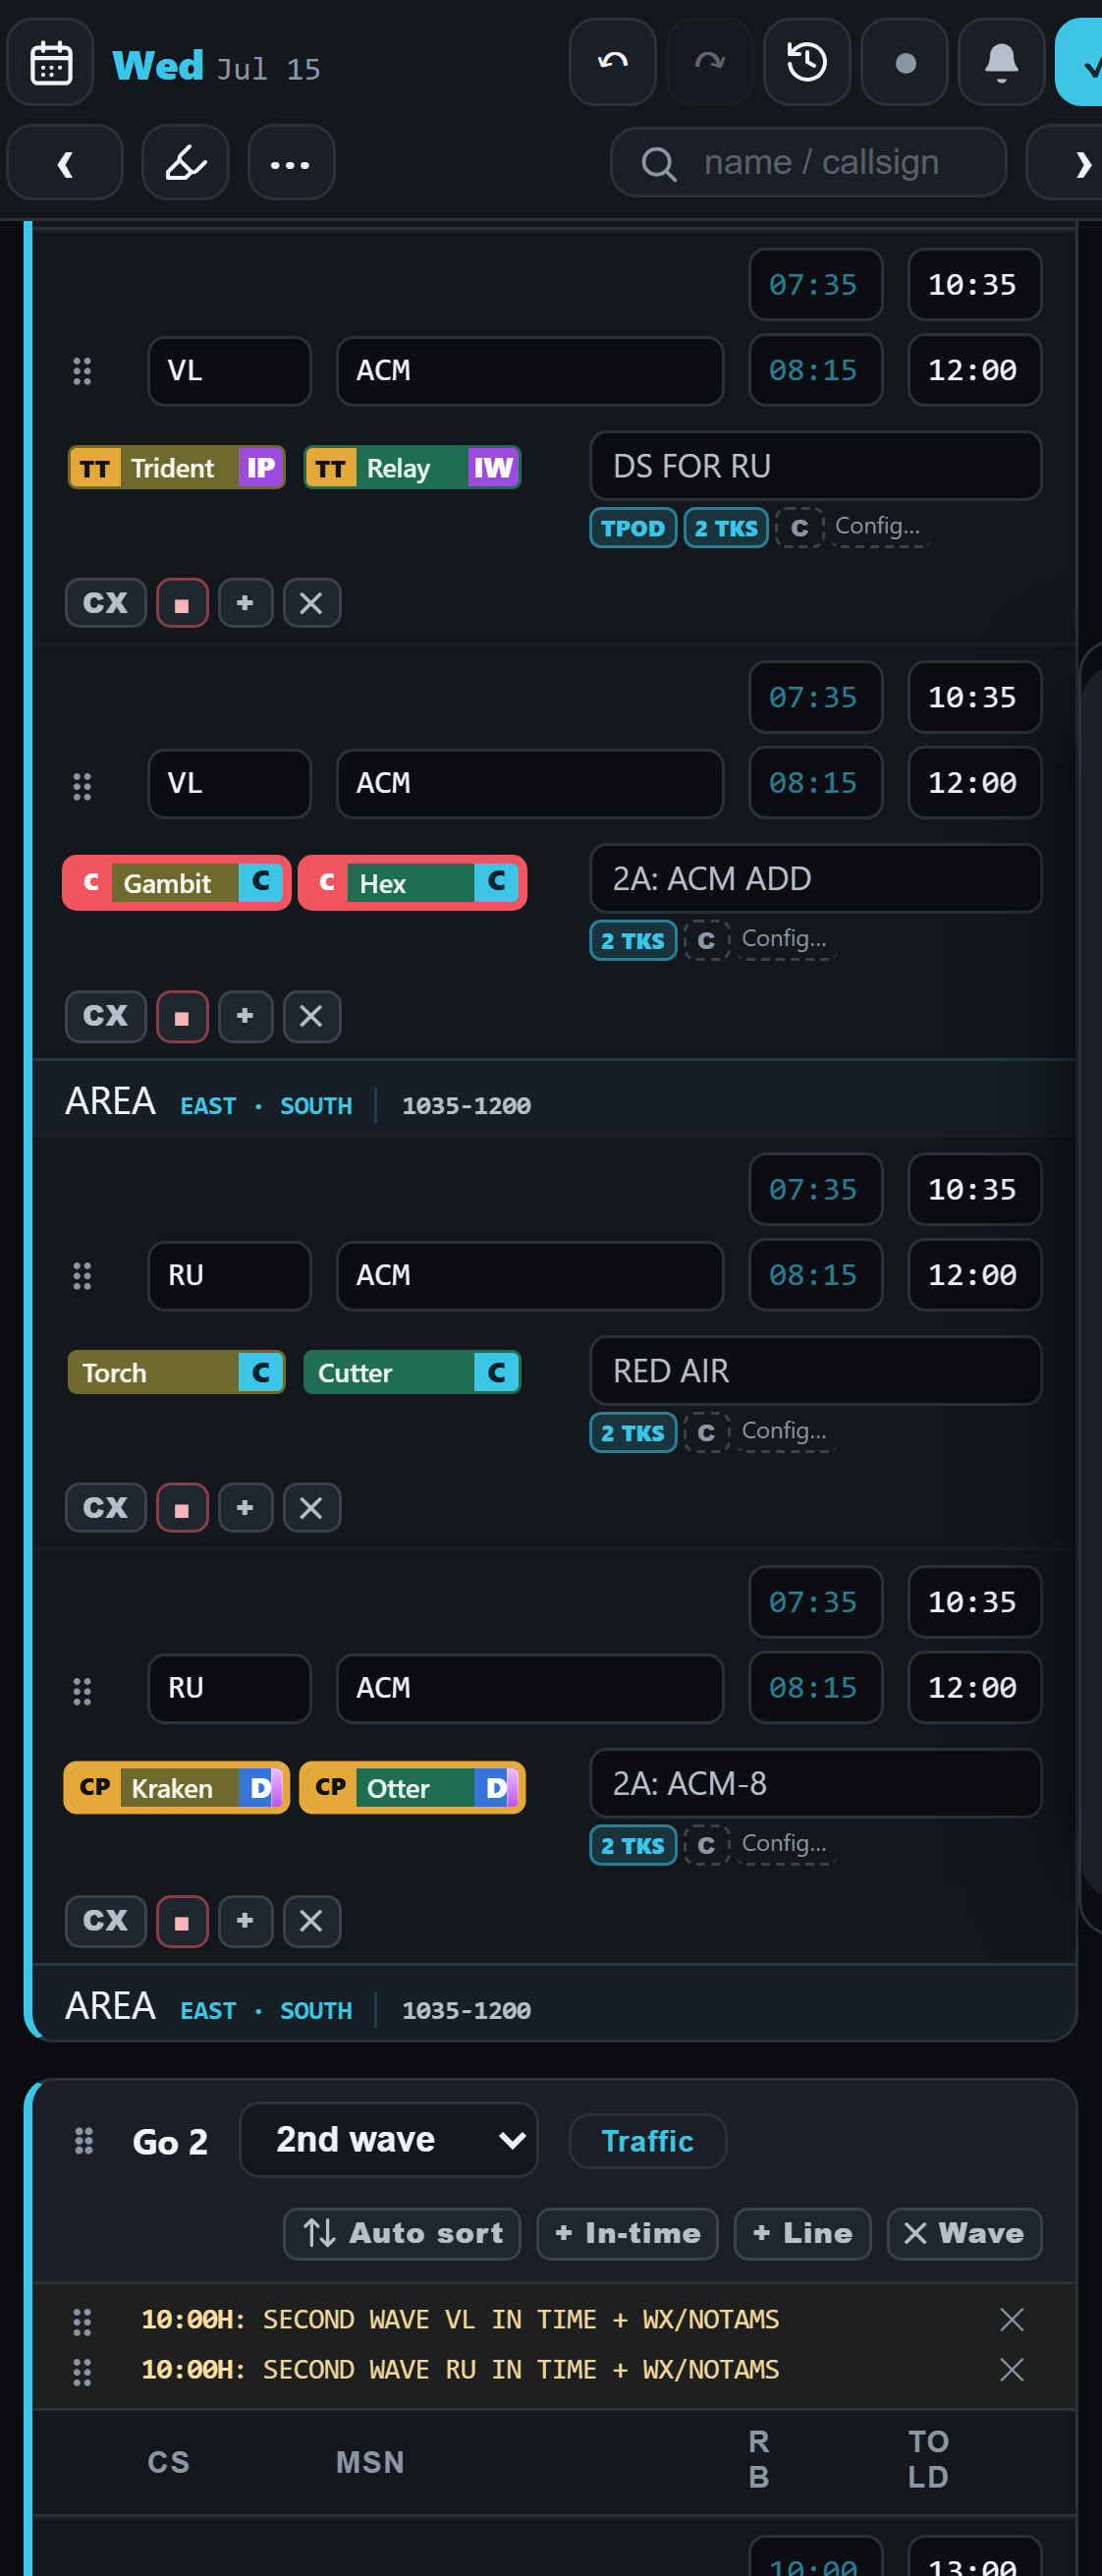 Wed Jul 15
name / callsign
07:35 10:35
VL ACM 08:15 12:00
TT Trident IP TT Relay IW DS FOR RU
TPOD 2 TKS C Config...
CX +
07:35 10:35
VL ACM 08:15 12:00
C Gambit C C Hex C 2A: ACM ADD
2 TKS C Config...
CX +
AREA EAST · SOUTH 1035-1200
07:35 10:35
RU ACM 08:15 12:00
Torch C Cutter C RED AIR
2 TKS C Config...
CX +
07:35 10:35
RU ACM 08:15 12:00
CP Kraken D CP Otter D 2A: ACM-8
2 TKS C Config...
CX +
AREA EAST · SOUTH 1035-1200
Go 2 2nd wave Traffic
Auto sort + In-time + Line × Wave
10:00H: SECOND WAVE VL IN TIME + WX/NOTAMS
10:00H: SECOND WAVE RU IN TIME + WX/NOTAMS
R TO
CS MSN
B LD
10:00 13:00